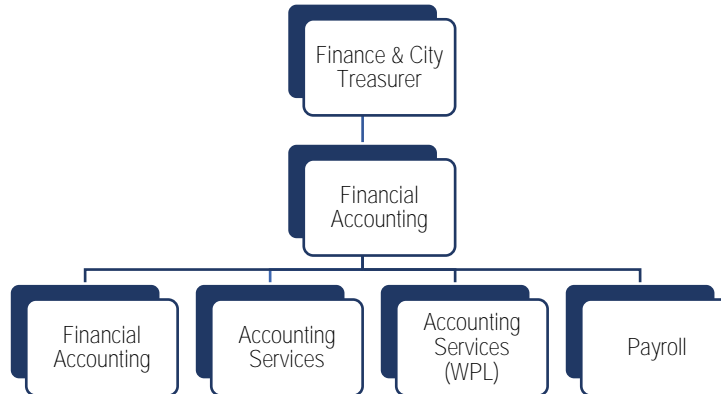 Finance & City
Treasurer
Financial
Accounting
Financial
Accounting
Accounting
Services
Accounting
Services
(WPL)
Payroll